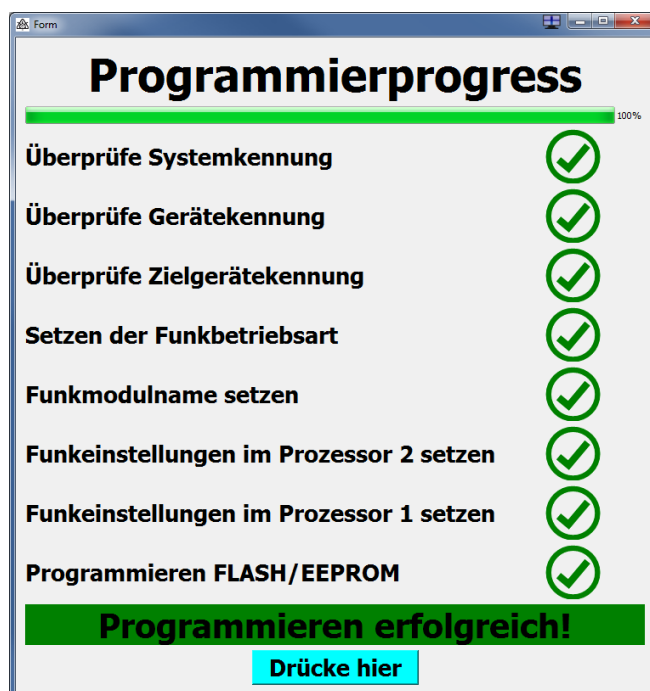 Form
Programmierprogress
100%
Überprüfe Systemkennung
Überprüfe Gerätekennung
Überprüfe Zielgerätekennung
Setzen der Funkbetriebsart
Funkmodulname setzen
Funkeinstellungen im Prozessor 2 setzen
Funkeinstellungen im Prozessor 1 setzen
Programmieren FLASH/EEPROM
Programmieren erfolgreich!
Drücke hier